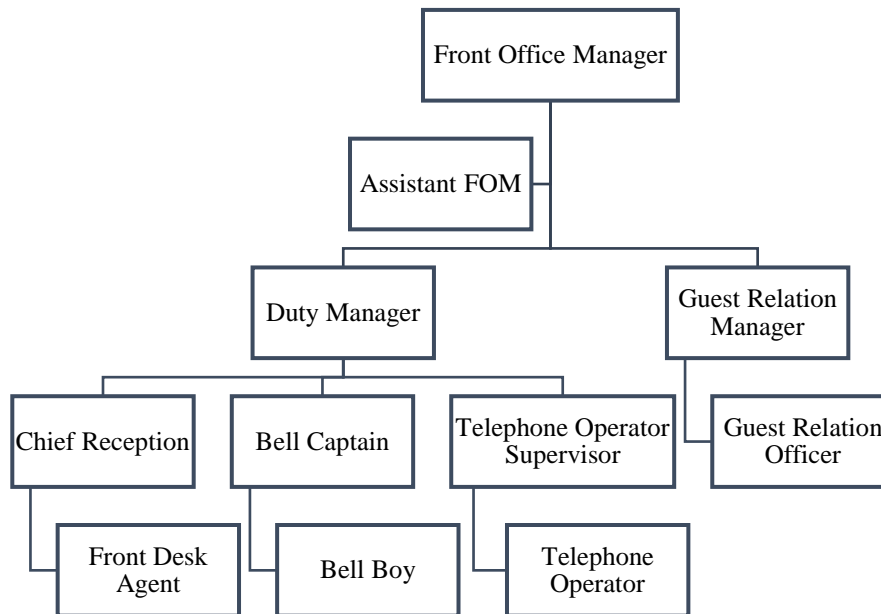 Front Office Manager
Assistant FOM
Duty Manager
Guest Relation
Manager
Chief Reception
Bell Captain
Telephone Operator
Supervisor
Guest Relation
Officer
Front Desk
Agent
Bell Boy
Telephone
Operator